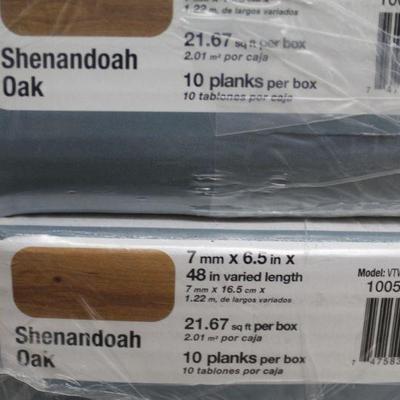 1.22 m, de largos variados
Shenandoah
Oak
21.67 sq ft per box
2.01 m² por caja
10 planks per box
10 tablones por caja
7 mm x 6.5 in x
48 in varied length
7 mm x 16.5 cm x
1.22 m, de largos variados
Model: VTV
1005
Shenandoah
Oak
21.67 sq ft per box
2.01 m² por caja
10 planks per box
10 tablones por caja
7 47583